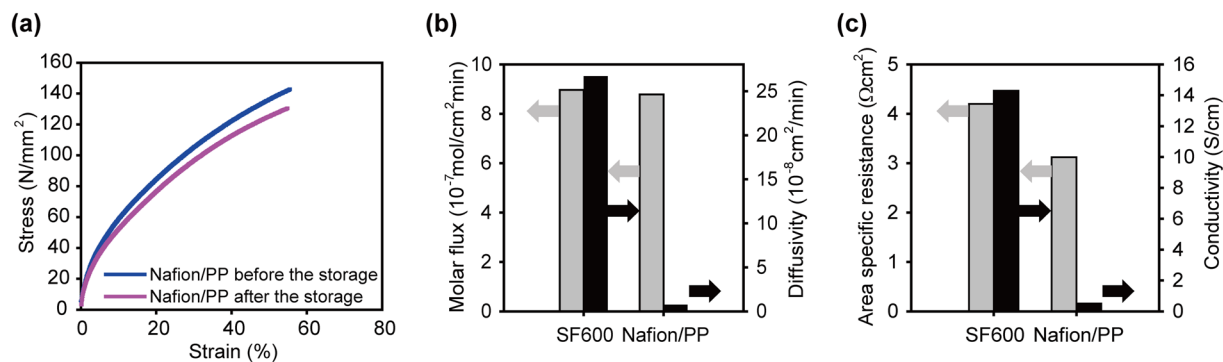 (a)
160
140
120
100
80
60
40
20
0
Stress (N/mm²)
Nafion/PP before the storage
Nafion/PP after the storage
0 20 40 60 80
Strain (%)
(b)
10
8
6
4
2
0
Molar flux (10⁻⁷mol/cm²min)
25
20
15
10
5
0
Diffusivity (10⁻⁸cm²/min)
SF600 Nafion/PP
(c)
5
4
3
2
1
0
Area specific resistance (Ωcm²)
16
14
12
10
8
6
4
2
0
Conductivity (S/cm)
SF600 Nafion/PP